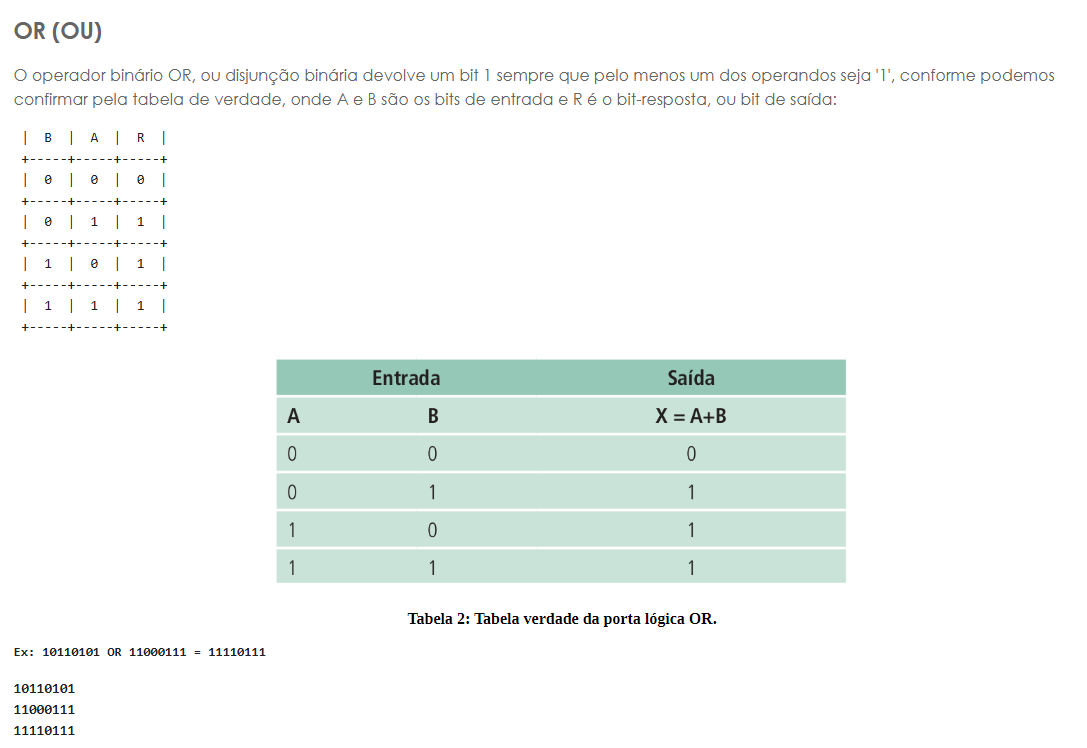 OR (OU)
O operador binário OR, ou disjunção binária devolve um bit 1 sempre que pelo menos um dos operandos seja '1', conforme podemos
confirmar pela tabela de verdade, onde A e B são os bits de entrada e R é o bit-resposta, ou bit de saída:
| B | A | R |
+-----+-----+-----+
| 0 | 0 | 0 |
+-----+-----+-----+
| 0 | 1 | 1 |
+-----+-----+-----+
| 1 | 0 | 1 |
+-----+-----+-----+
| 1 | 1 | 1 |
+-----+-----+-----+
Entrada Saída
A B X = A+B
0 0 0
0 1 1
1 0 1
1 1 1
Tabela 2: Tabela verdade da porta lógica OR.
Ex: 10110101 OR 11000111 = 11110111
10110101
11000111
11110111